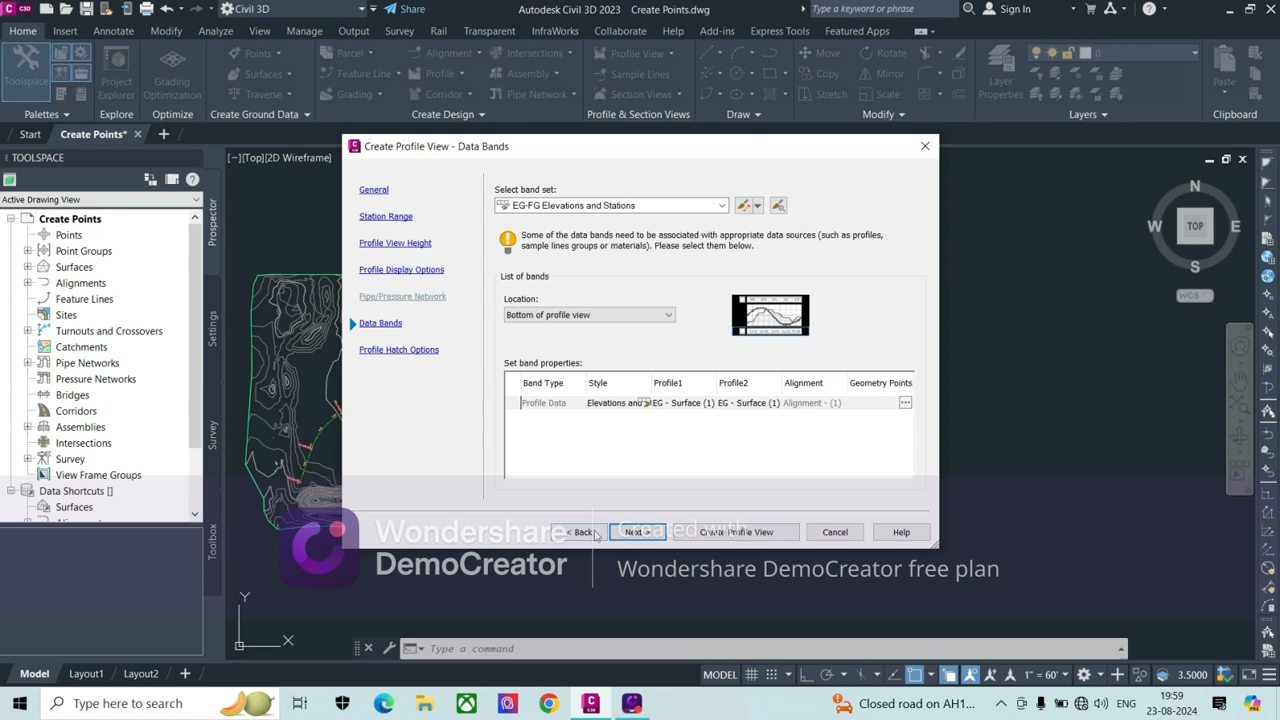 C3D
Civil 3D
Share
Autodesk Civil 3D 2023
Create Points.dwg
Type a keyword or phrase
Sign In
Home
Insert
Annotate
Modify
Analyze
View
Manage
Output
Survey
Rail
Transparent
InfraWorks
Collaborate
Help
Add-ins
Express Tools
Featured Apps
Toolspace
Project Explorer
Grading Optimization
Points
Surfaces
Traverse
Parcel
Feature Line
Grading
Alignment
Profile
Corridor
Intersections
Assembly
Pipe Network
Profile View
Sample Lines
Section Views
Move
Copy
Stretch
Rotate
Mirror
Scale
Layer Properties
0
Paste
Palettes
Explore
Optimize
Create Ground Data
Create Design
Profile & Section Views
Draw
Modify
Layers
Clipboard
Start
Create Points*
TOOLSPACE
Active Drawing View
Create Points
Points
Point Groups
Surfaces
Alignments
Feature Lines
Sites
Turnouts and Crossovers
Catchments
Pipe Networks
Pressure Networks
Bridges
Corridors
Assemblies
Intersections
Survey
View Frame Groups
Data Shortcuts []
Surfaces
Prospector
Settings
Survey
Toolbox
[−][Top][2D Wireframe]
Create Profile View - Data Bands
General
Station Range
Profile View Height
Profile Display Options
Pipe/Pressure Network
Data Bands
Profile Hatch Options
Select band set:
EG-FG Elevations and Stations
Some of the data bands need to be associated with appropriate data sources (such as profiles,
sample lines groups or materials). Please select them below.
List of bands
Location:
Bottom of profile view
Set band properties:
Band Type Style Profile1 Profile2 Alignment Geometry Points
Profile Data Elevations and EG - Surface (1) EG - Surface (1) Alignment - (1) ...
< Back
Next >
Create Profile View
Cancel
Help
N
W TOP E
S
WCS
Wondershare
DemoCreator
Created with
Wondershare DemoCreator free plan
Y
X
Type a command
Model
Layout1
Layout2
MODEL
1" = 60'
3.5000
Type here to search
Closed road on AH1...
ENG
19:59
23-08-2024